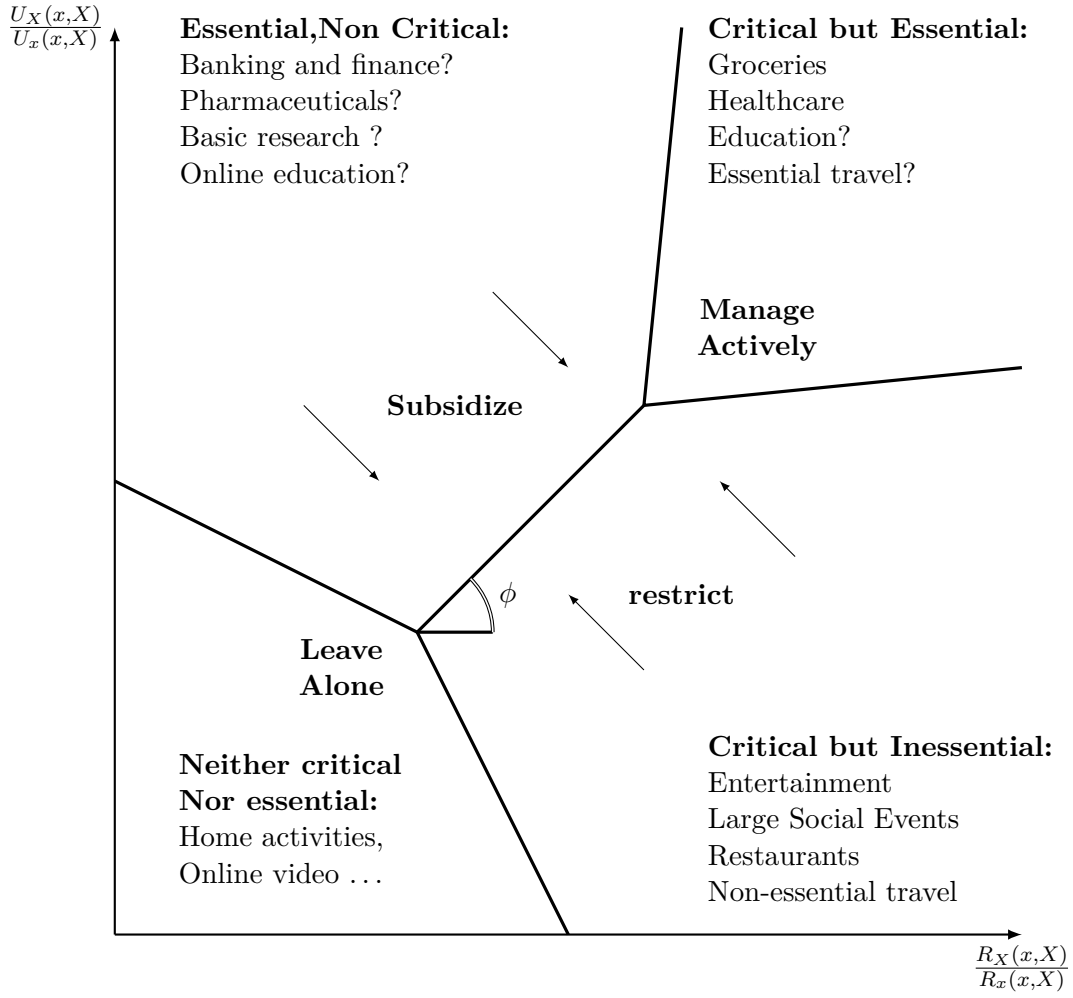 U_X(x,X)
U_x(x,X)
Essential,Non Critical:
Banking and finance?
Pharmaceuticals?
Basic research ?
Online education?
Critical but Essential:
Groceries
Healthcare
Education?
Essential travel?
Manage
Actively
Subsidize
restrict
ϕ
Leave
Alone
Neither critical
Nor essential:
Home activities,
Online video …
Critical but Inessential:
Entertainment
Large Social Events
Restaurants
Non-essential travel
R_X(x,X)
R_x(x,X)